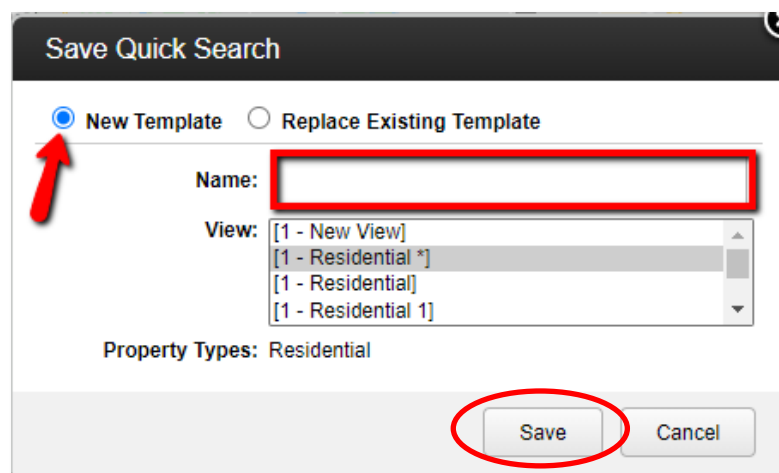 Save Quick Search
New Template Replace Existing Template
Name:
View: [1 - New View]
[1 - Residential *]
[1 - Residential]
[1 - Residential 1]
Property Types: Residential
Save Cancel